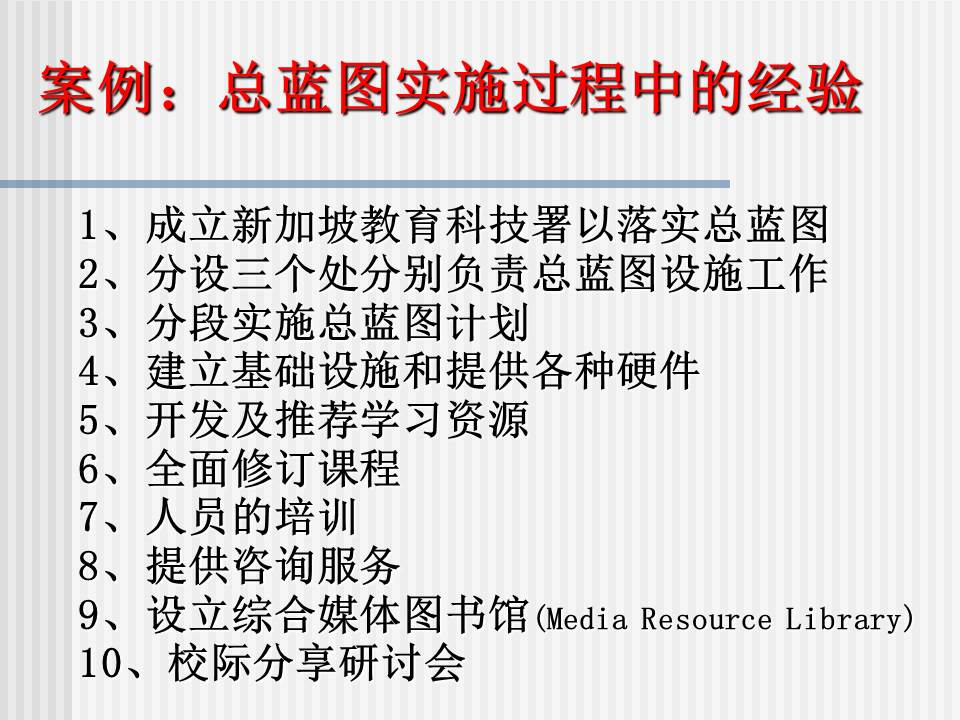 案例：总蓝图实施过程中的经验
1、成立新加坡教育科技署以落实总蓝图
2、分设三个处分别负责总蓝图设施工作
3、分段实施总蓝图计划
4、建立基础设施和提供各种硬件
5、开发及推荐学习资源
6、全面修订课程
7、人员的培训
8、提供咨询服务
9、设立综合媒体图书馆(Media Resource Library)
10、校际分享研讨会